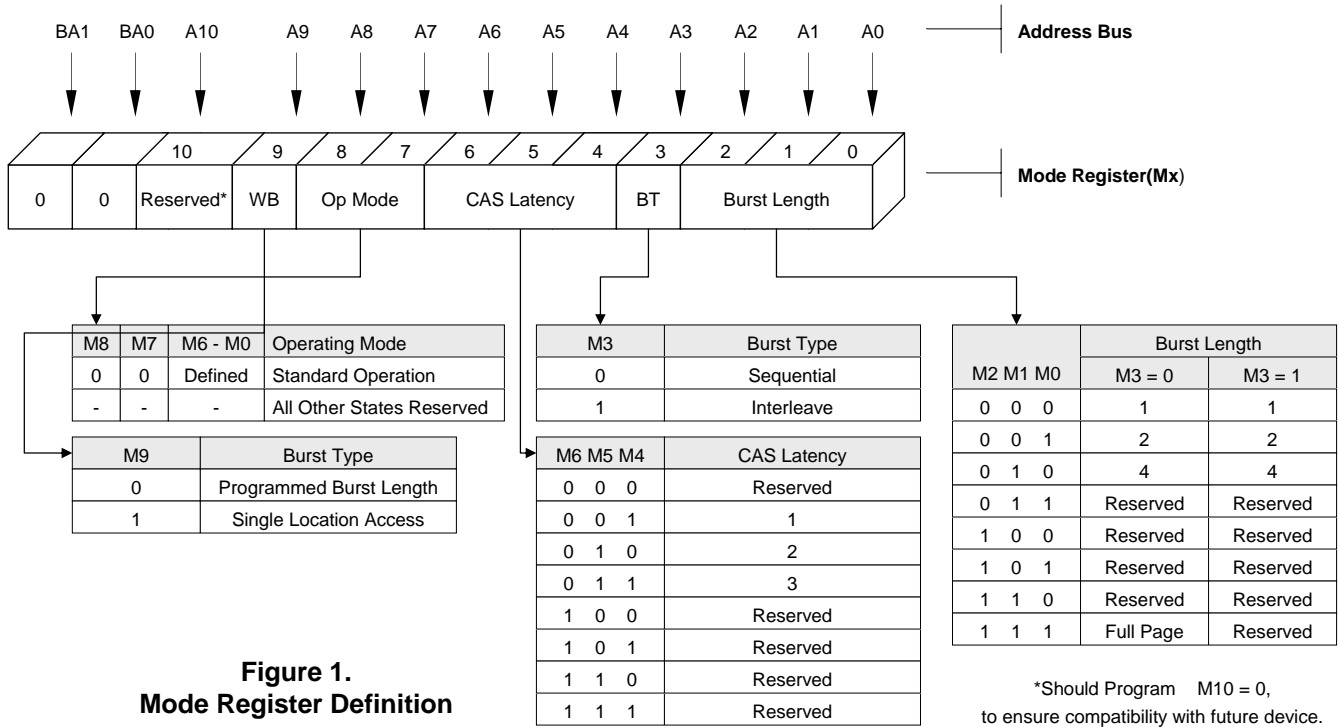 BA1 BA0 A10 A9 A8 A7 A6 A5 A4 A3 A2 A1 A0 Address Bus
10 9 8 7 6 5 4 3 2 1 0
Mode Register(Mx)
0 0 Reserved* WB Op Mode CAS Latency BT Burst Length
M8 M7 M6 - M0 Operating Mode
0 0 Defined Standard Operation
- - - All Other States Reserved
M9 Burst Type
0 Programmed Burst Length
1 Single Location Access
M3 Burst Type
0 Sequential
1 Interleave
M6 M5 M4 CAS Latency
0 0 0 Reserved
0 0 1 1
0 1 0 2
0 1 1 3
1 0 0 Reserved
1 0 1 Reserved
1 1 0 Reserved
1 1 1 Reserved
Burst Length
M2 M1 M0 M3 = 0 M3 = 1
0 0 0 1 1
0 0 1 2 2
0 1 0 4 4
0 1 1 Reserved Reserved
1 0 0 Reserved Reserved
1 0 1 Reserved Reserved
1 1 0 Reserved Reserved
1 1 1 Full Page Reserved
Figure 1.
Mode Register Definition
*Should Program M10 = 0,
to ensure compatibility with future device.